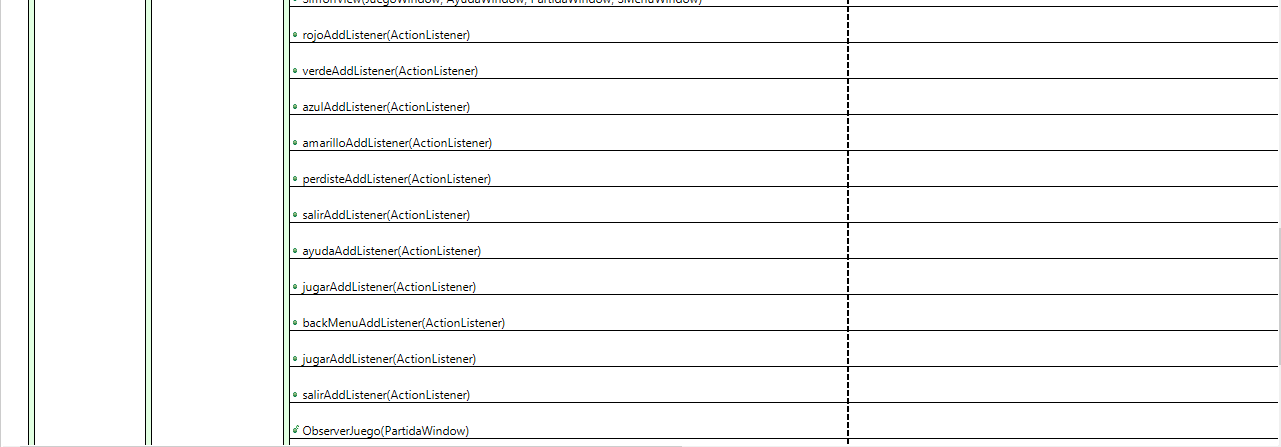 simonView(JuegoWindow, AyudaWindow, PartidaWindow, SMenuWindow)
rojoAddListener(ActionListener)
verdeAddListener(ActionListener)
azulAddListener(ActionListener)
amarilloAddListener(ActionListener)
perdisteAddListener(ActionListener)
salirAddListener(ActionListener)
ayudaAddListener(ActionListener)
jugarAddListener(ActionListener)
backMenuAddListener(ActionListener)
jugarAddListener(ActionListener)
salirAddListener(ActionListener)
ObserverJuego(PartidaWindow)